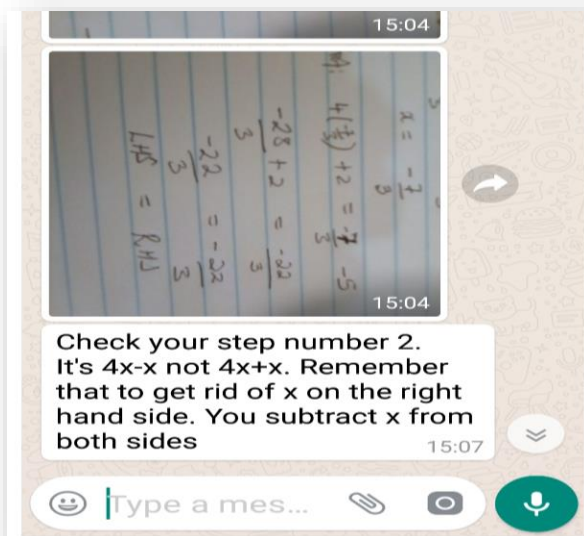 15:04
x = -7/3
4(-7/3) + 2 = -7/3 -5
-28/3 + 2 = -22/3
-22/3 = -22/3
LHS = RHS
15:04
Check your step number 2.
It's 4x-x not 4x+x. Remember
that to get rid of x on the right
hand side. You subtract x from
both sides
15:07
Type a mes...